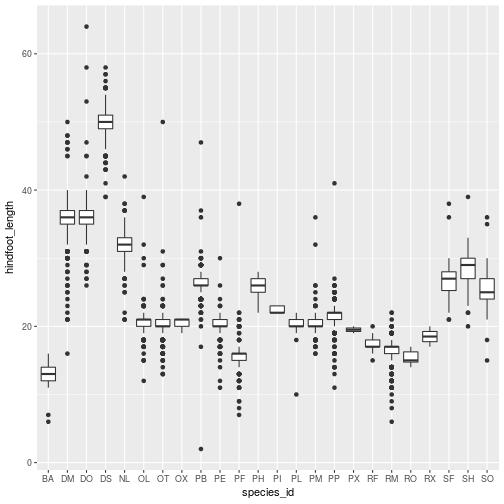 hindfoot_length
60
40
20
0
BA DM DO DS NL OL OT OX PB PE PF PH PI PL PM PP PX RF RM RO RX SF SH SO
species_id